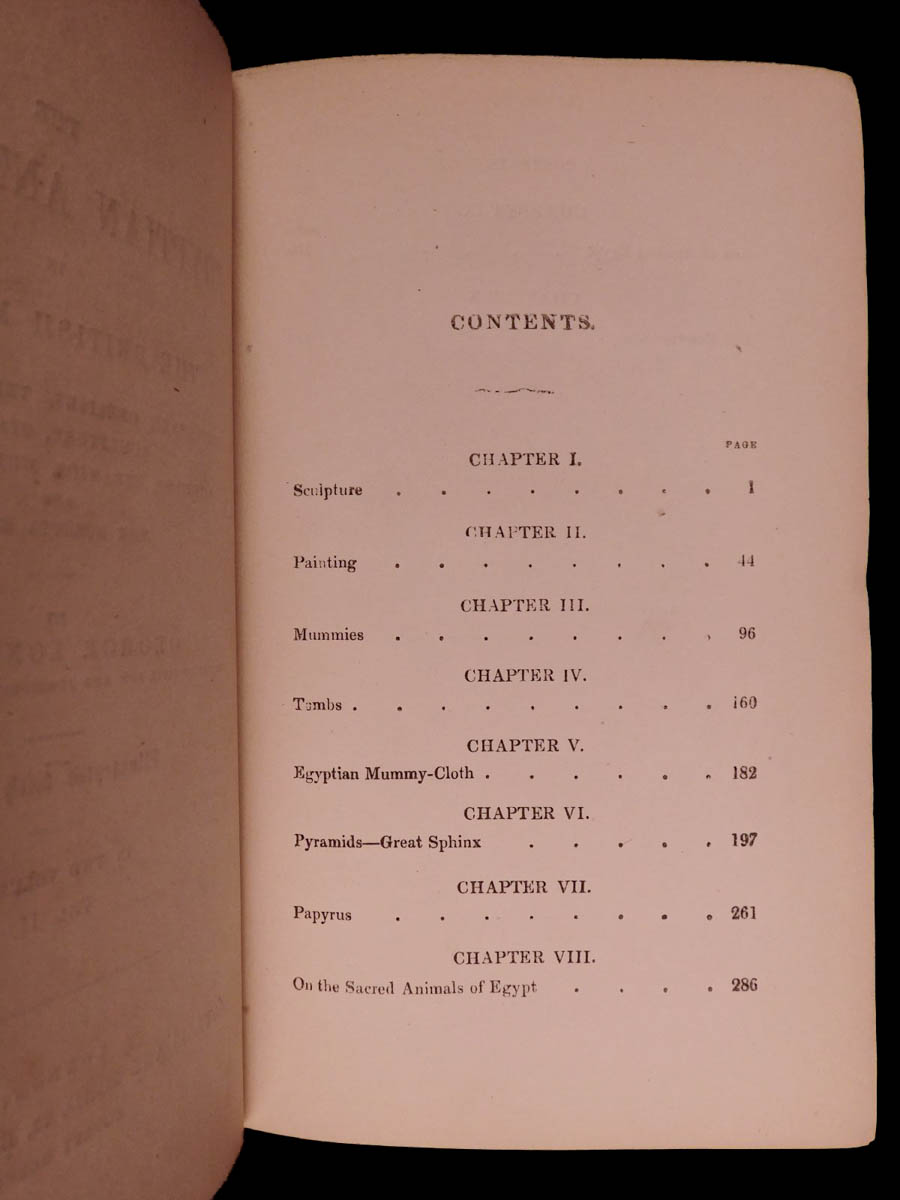 CONTENTS.
PAGE
CHAPTER I.
Sculpture . . . . . . . . 1
CHAPTER II.
Painting . . . . . . . . 44
CHAPTER III.
Mummies . . . . . . . . 96
CHAPTER IV.
Tombs . . . . . . . . . 160
CHAPTER V.
Egyptian Mummy-Cloth . . . . . . 182
CHAPTER VI.
Pyramids—Great Sphinx . . . . . 197
CHAPTER VII.
Papyrus . . . . . . . . 261
CHAPTER VIII.
On the Sacred Animals of Egypt . . . . 286